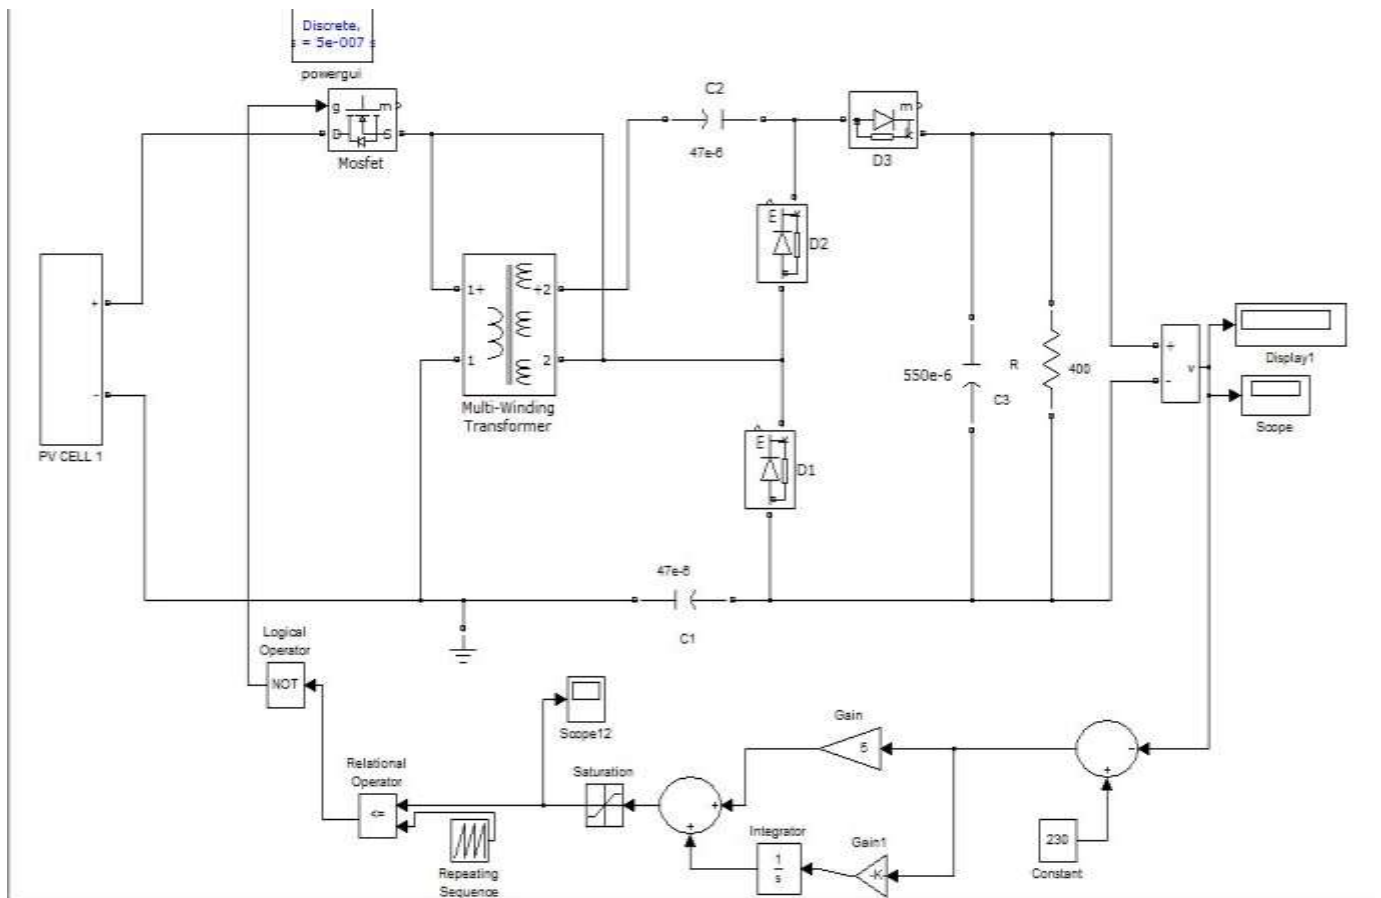 Discrete,
= 5e-007
powergui
g
m
D
S
Mosfet
C2
47e-6
m
k
D3
E
D2
1+
+2
1
2
Multi-Winding
Transformer
+
-
PV CELL 1
E
D1
550e-6
C3
R
400
+
-
v
Display1
Scope
47e-6
C1
Logical
Operator
NOT
Scope12
Relational
Operator
<=
Repeating
Sequence
Saturation
+
+
Gain
5
Integrator
1
s
Gain1
-K
-
+
230
Constant